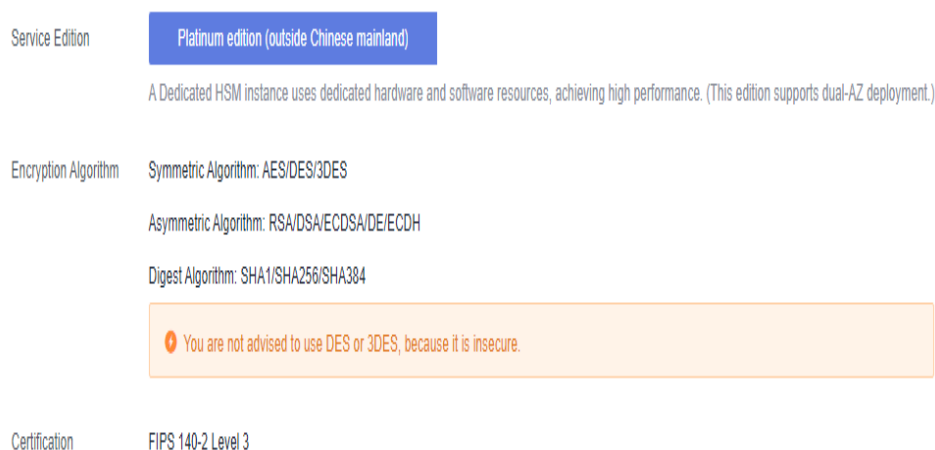 Service Edition Platinum edition (outside Chinese mainland)
A Dedicated HSM instance uses dedicated hardware and software resources, achieving high performance. (This edition supports dual-AZ deployment.)
Encryption Algorithm Symmetric Algorithm: AES/DES/3DES
Asymmetric Algorithm: RSA/DSA/ECDSA/DE/ECDH
Digest Algorithm: SHA1/SHA256/SHA384
You are not advised to use DES or 3DES, because it is insecure.
Certification FIPS 140-2 Level 3